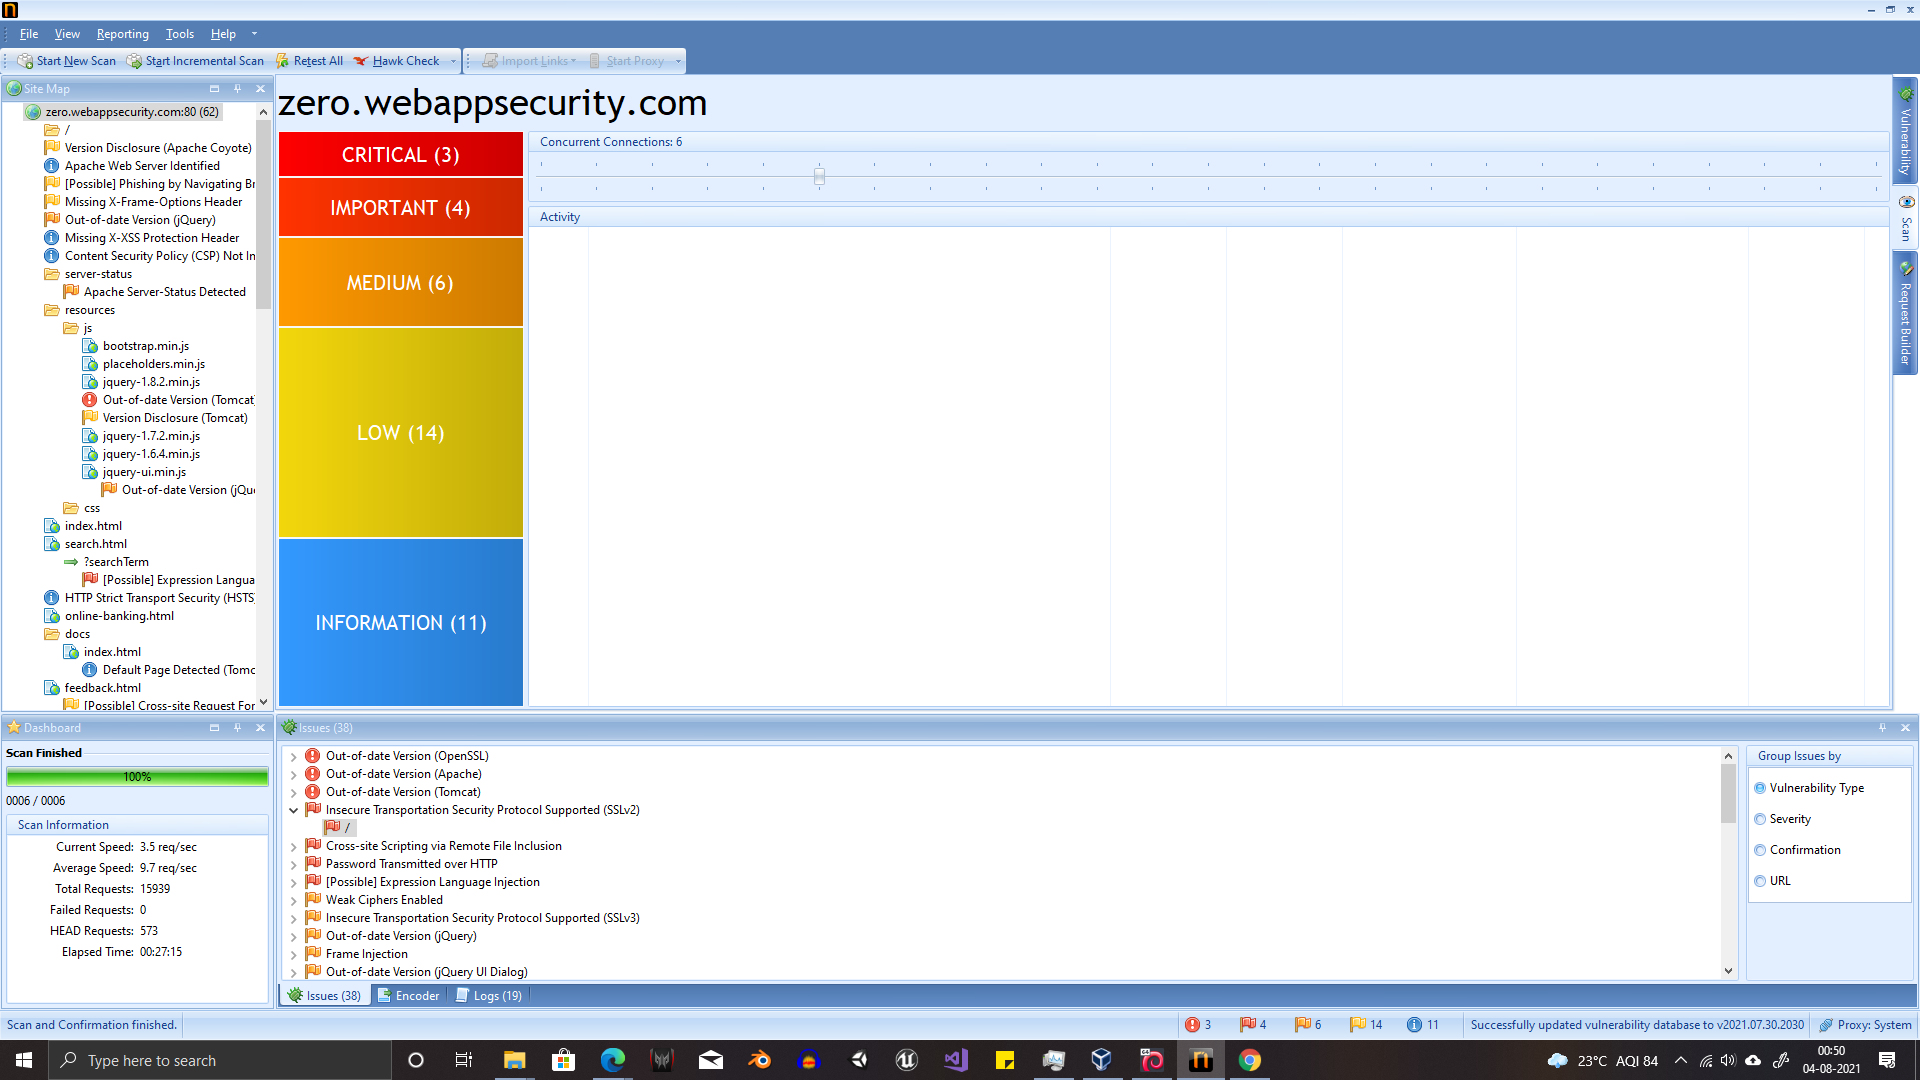 File View Reporting Tools Help
Start New Scan Start Incremental Scan Retest All Hawk Check Import Links Start Proxy
Site Map
zero.webappsecurity.com:80 (62)
/
Version Disclosure (Apache Coyote)
Apache Web Server Identified
[Possible] Phishing by Navigating Br
Missing X-Frame-Options Header
Out-of-date Version (jQuery)
Missing X-XSS Protection Header
Content Security Policy (CSP) Not In
server-status
Apache Server-Status Detected
resources
js
bootstrap.min.js
placeholders.min.js
jquery-1.8.2.min.js
Out-of-date Version (Tomcat
Version Disclosure (Tomcat)
jquery-1.7.2.min.js
jquery-1.6.4.min.js
jquery-ui.min.js
Out-of-date Version (jQu
css
index.html
search.html
?searchTerm
[Possible] Expression Langua
HTTP Strict Transport Security (HSTS)
online-banking.html
docs
index.html
Default Page Detected (Tomc
feedback.html
[Possible] Cross-site Request For
zero.webappsecurity.com
CRITICAL (3)
IMPORTANT (4)
MEDIUM (6)
LOW (14)
INFORMATION (11)
Concurrent Connections: 6
Activity
Vulnerability
Scan
Request Builder
Dashboard
Scan Finished
100%
0006 / 0006
Scan Information
Current Speed: 3.5 req/sec
Average Speed: 9.7 req/sec
Total Requests: 15939
Failed Requests: 0
HEAD Requests: 573
Elapsed Time: 00:27:15
Issues (38)
Out-of-date Version (OpenSSL)
Out-of-date Version (Apache)
Out-of-date Version (Tomcat)
Insecure Transportation Security Protocol Supported (SSLv2)
/
Cross-site Scripting via Remote File Inclusion
Password Transmitted over HTTP
[Possible] Expression Language Injection
Weak Ciphers Enabled
Insecure Transportation Security Protocol Supported (SSLv3)
Out-of-date Version (jQuery)
Frame Injection
Out-of-date Version (jQuery UI Dialog)
Group Issues by
Vulnerability Type
Severity
Confirmation
URL
Issues (38) Encoder Logs (19)
Scan and Confirmation finished. 3 4 6 14 11 Successfully updated vulnerability database to v2021.07.30.2030 Proxy: System
Type here to search
23°C AQI 84
00:50
04-08-2021